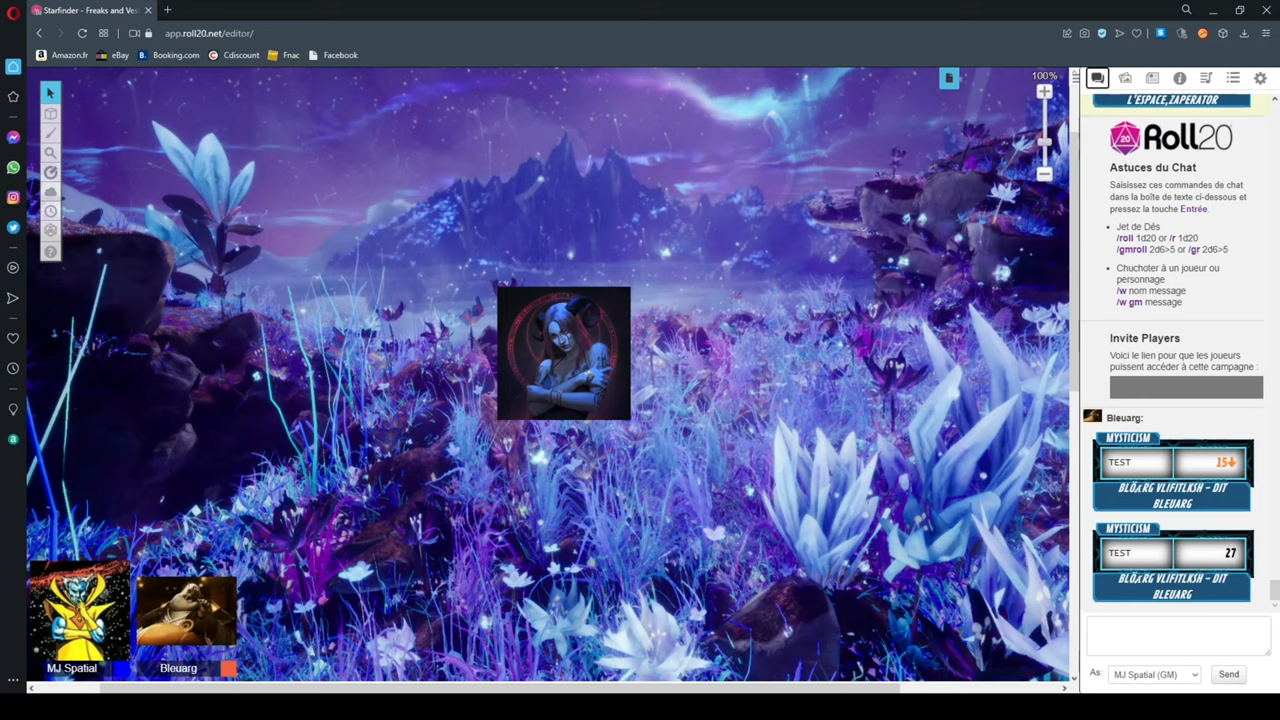 Starfinder - Freaks and Ves
app.roll20.net/editor/
Amazon.fr
eBay
Booking.com
Cdiscount
Fnac
Facebook
100%
L'ESPACE,ZAPERATOR
Roll20
Astuces du Chat
Saisissez ces commandes de chat
dans la boîte de texte ci-dessous et
pressez la touche Entrée.
• Jet de Dés
/roll 1d20 or /r 1d20
/gmroll 2d6>5 or /gr 2d6>5
• Chuchoter à un joueur ou
personnage
/w nom message
/w gm message
Invite Players
Voici le lien pour que les joueurs
puissent accéder à cette campagne :
Bleuarg:
MYSTICISM
TEST 15
BLÖARG VLIFITLKSH - DIT
BLEUARG
MYSTICISM
TEST 27
BLÖARG VLIFITLKSH - DIT
BLEUARG
MJ Spatial
Bleuarg
As: MJ Spatial (GM) Send